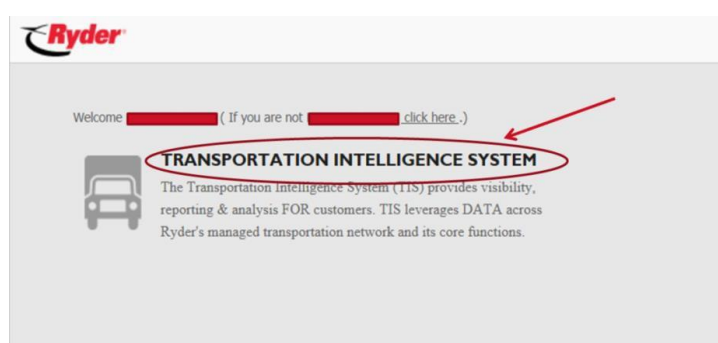 Ryder
Welcome ( If you are not click here .)
TRANSPORTATION INTELLIGENCE SYSTEM
The Transportation Intelligence System (TIS) provides visibility,
reporting & analysis FOR customers. TIS leverages DATA across
Ryder's managed transportation network and its core functions.